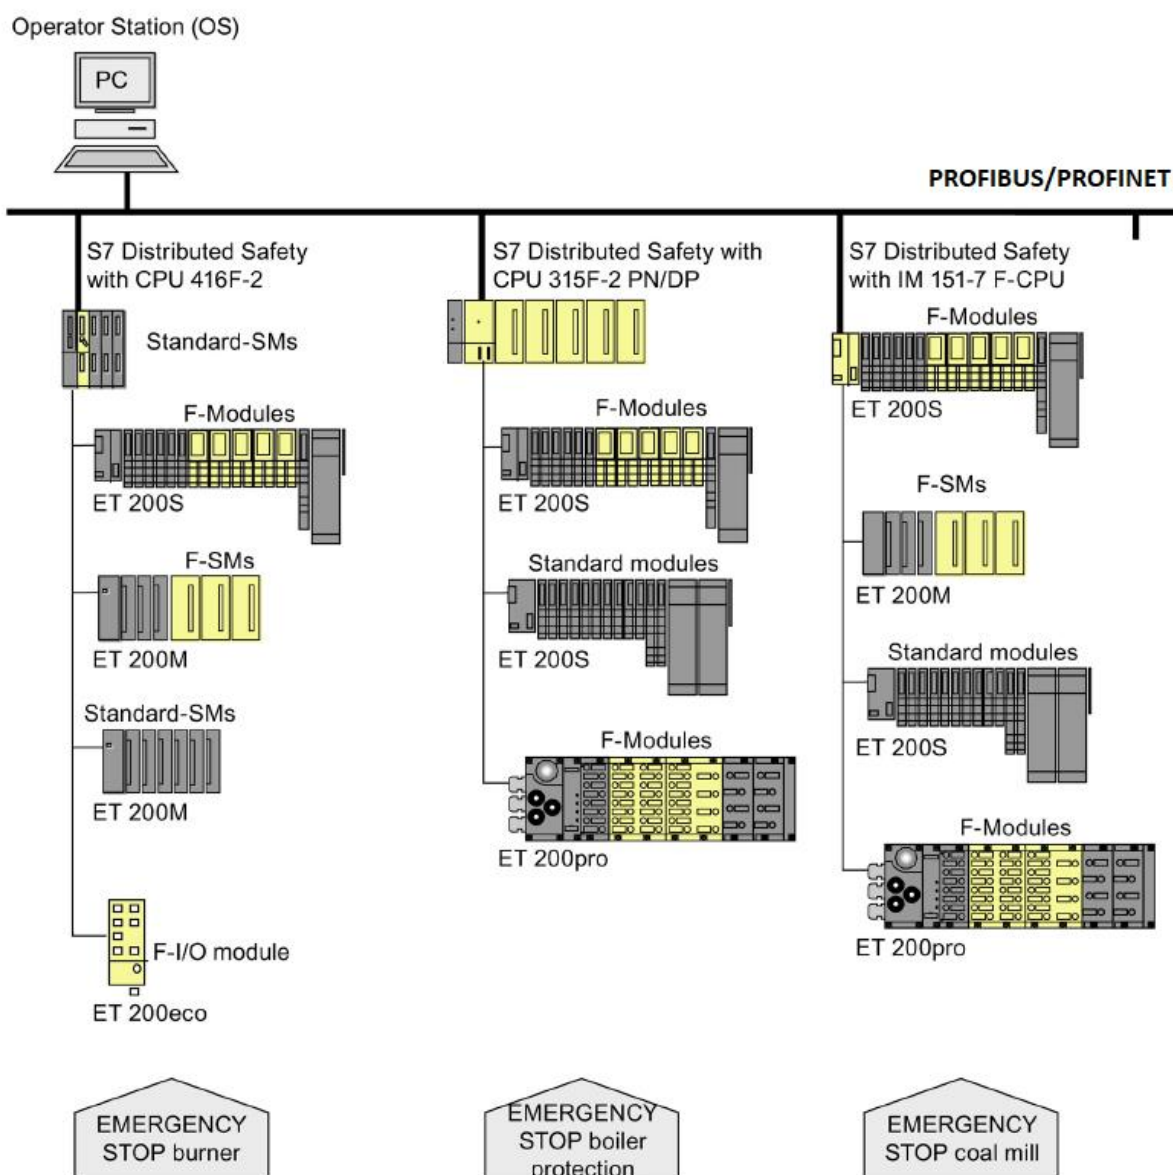 Operator Station (OS)
PC
PROFIBUS/PROFINET
S7 Distributed Safety
with CPU 416F-2
Standard-SMs
F-Modules
ET 200S
F-SMs
ET 200M
Standard-SMs
ET 200M
F-I/O module
ET 200eco
EMERGENCY
STOP burner
S7 Distributed Safety with
CPU 315F-2 PN/DP
F-Modules
ET 200S
Standard modules
ET 200S
F-Modules
ET 200pro
EMERGENCY
STOP boiler
protection
S7 Distributed Safety
with IM 151-7 F-CPU
F-Modules
ET 200S
F-SMs
ET 200M
Standard modules
ET 200S
F-Modules
ET 200pro
EMERGENCY
STOP coal mill